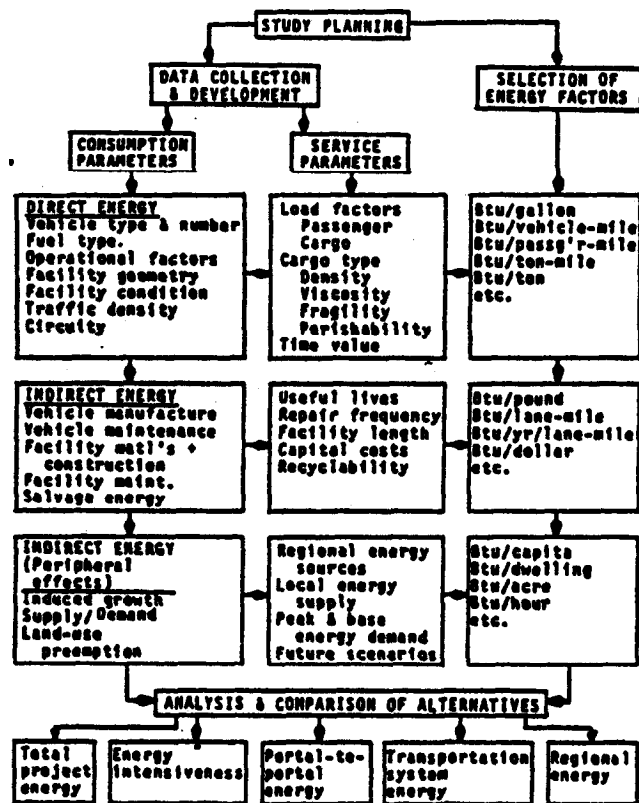 STUDY PLANNING
DATA COLLECTION
& DEVELOPMENT
SELECTION OF
ENERGY FACTORS
CONSUMPTION
PARAMETERS
SERVICE
PARAMETERS
DIRECT ENERGY
Vehicle type & number
Fuel type.
Operational factors
Facility geometry
Facility condition
Traffic density
Circuity
Load factors
Passenger
Cargo
Cargo type
Density
Viscosity
Fragility
Perishability
Time value
Btu/gallon
Btu/vehicle-mile
Btu/passg'r-mile
Btu/ton-mile
Btu/ton
etc.
INDIRECT ENERGY
Vehicle manufacture
Vehicle maintenance
Facility matl's +
construction
Facility maint.
Salvage energy
Useful lives
Repair frequency
Facility length
Capital costs
Recyclability
Btu/pound
Btu/lane-mile
Btu/yr/lane-mile
Btu/dollar
etc.
INDIRECT ENERGY
(Peripheral
effects)
Induced growth
Supply/Demand
Land-use
preemption
Regional energy
sources
Local energy
supply
Peak & base
energy demand
Future scenarios
Btu/capita
Btu/dwelling
Btu/acre
Btu/hour
etc.
ANALYSIS & COMPARISON OF ALTERNATIVES
Total
project
energy
Energy
intensiveness
Portal-to-
portal energy
Transportation
system
energy
Regional
energy